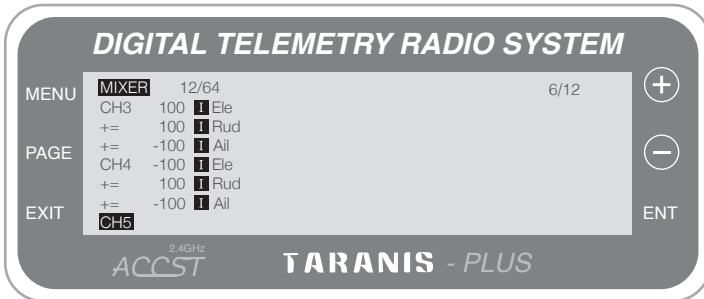 DIGITAL TELEMETRY RADIO SYSTEM
MENU
PAGE
EXIT
MIXER 12/64 6/12
CH3 100 I Ele
+= 100 I Rud
+= -100 I Ail
CH4 -100 I Ele
+= 100 I Rud
+= -100 I Ail
CH5
+
−
ENT
2.4GHz
ACCST
TARANIS - PLUS